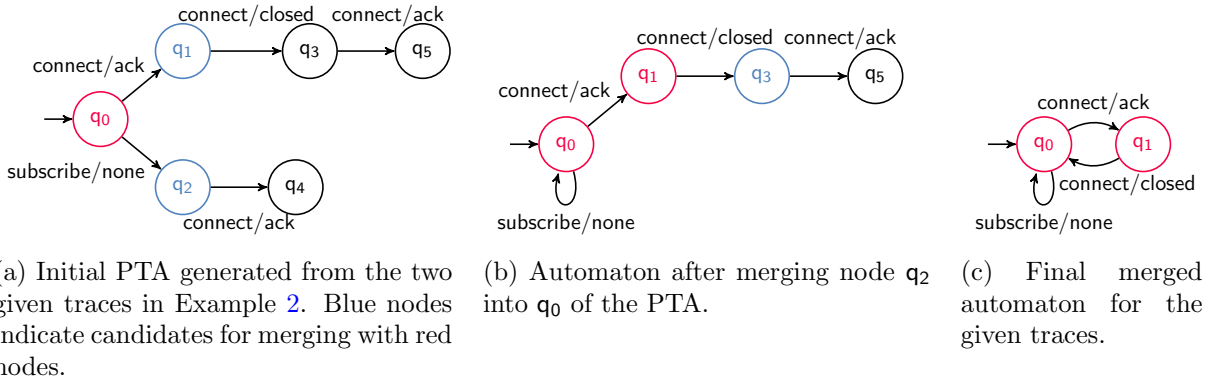 connect/closed
connect/ack
q1
q3
q5
connect/ack
q0
subscribe/none
q2
q4
connect/ack
(a) Initial PTA generated from the two
given traces in Example 2. Blue nodes
indicate candidates for merging with red
nodes.
connect/closed
connect/ack
q1
q3
q5
connect/ack
q0
subscribe/none
(b) Automaton after merging node q2
into q0 of the PTA.
connect/ack
q0
q1
connect/closed
subscribe/none
(c) Final merged
automaton for the
given traces.